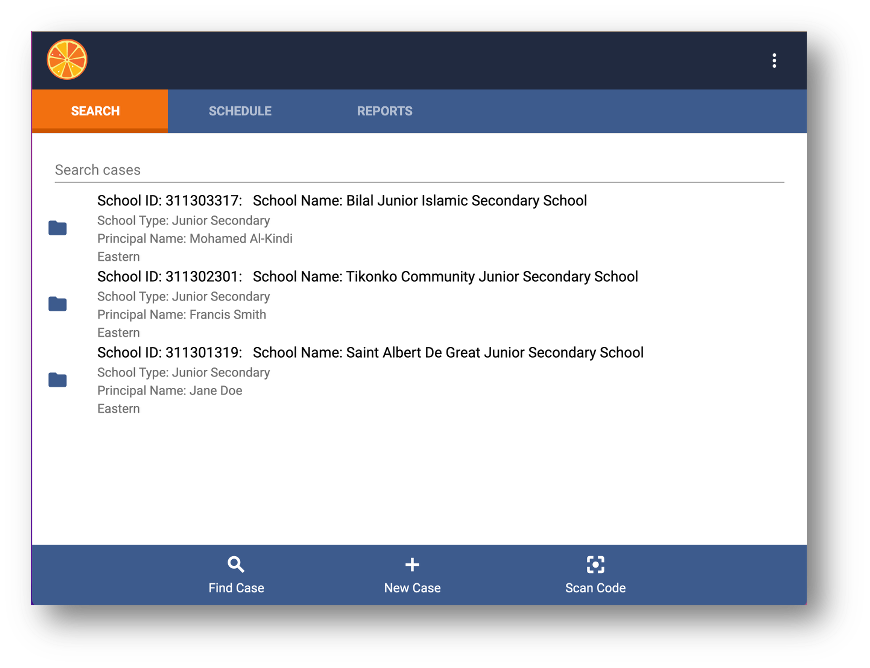 SEARCH SCHEDULE REPORTS
Search cases
School ID: 311303317: School Name: Bilal Junior Islamic Secondary School
School Type: Junior Secondary
Principal Name: Mohamed Al-Kindi
Eastern
School ID: 311302301: School Name: Tikonko Community Junior Secondary School
School Type: Junior Secondary
Principal Name: Francis Smith
Eastern
School ID: 311301319: School Name: Saint Albert De Great Junior Secondary School
School Type: Junior Secondary
Principal Name: Jane Doe
Eastern
Find Case New Case Scan Code